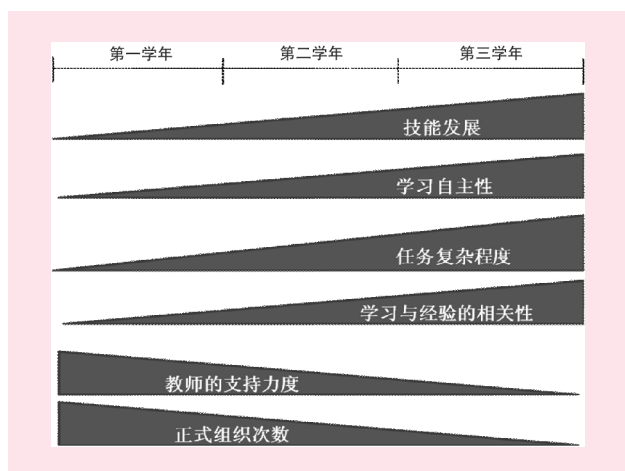 第一学年 第二学年 第三学年
技能发展
学习自主性
任务复杂程度
学习与经验的相关性
教师的支持力度
正式组织次数